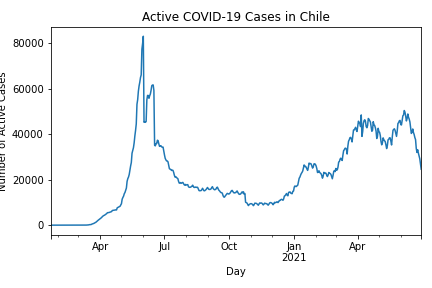 Active COVID-19 Cases in Chile
80000
60000
40000
20000
0
Number of Active Cases
Apr Jul Oct Jan Apr
2021
Day